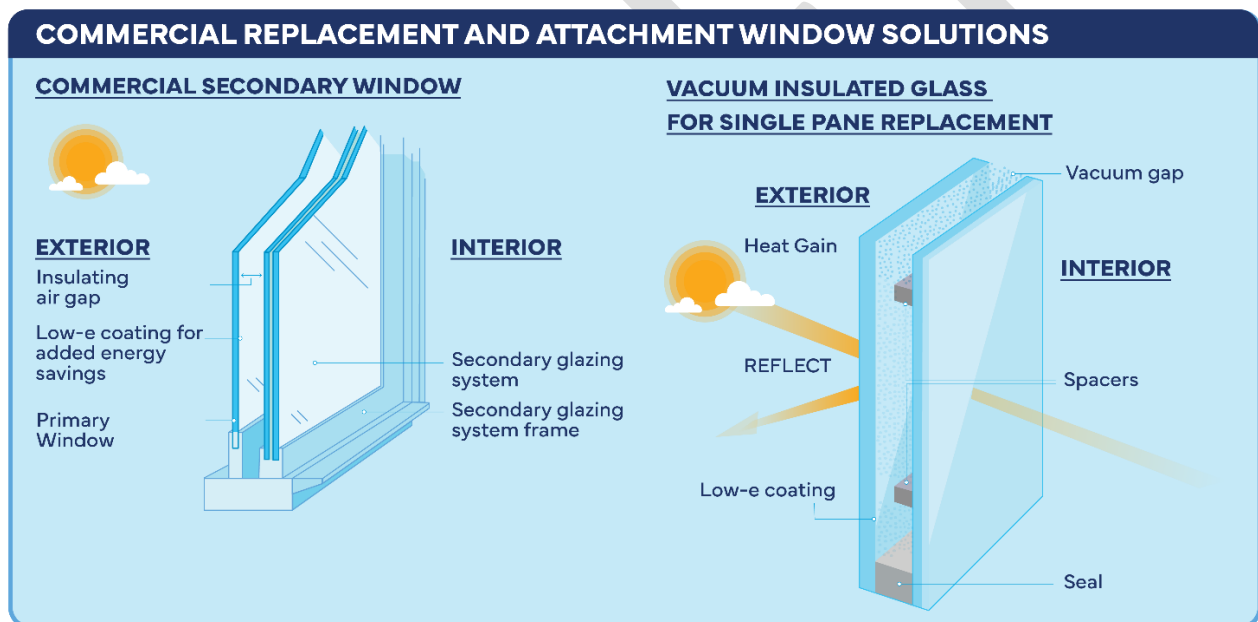 COMMERCIAL REPLACEMENT AND ATTACHMENT WINDOW SOLUTIONS
COMMERCIAL SECONDARY WINDOW
EXTERIOR
INTERIOR
Insulating
air gap
Low-e coating for
added energy
savings
Primary
Window
Secondary glazing
system
Secondary glazing
system frame
VACUUM INSULATED GLASS
FOR SINGLE PANE REPLACEMENT
EXTERIOR
Heat Gain
REFLECT
Low-e coating
Vacuum gap
INTERIOR
Spacers
Seal